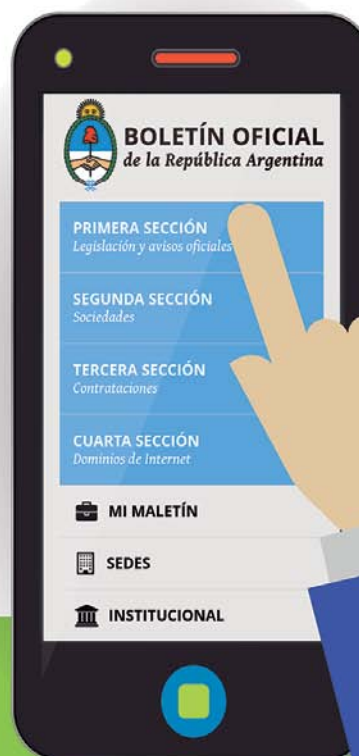 BOLETÍN OFICIAL
de la República Argentina
PRIMERA SECCIÓN
Legislación y avisos oficiales
SEGUNDA SECCIÓN
Sociedades
TERCERA SECCIÓN
Contrataciones
CUARTA SECCIÓN
Dominios de Internet
MI MALETÍN
SEDES
INSTITUCIONAL